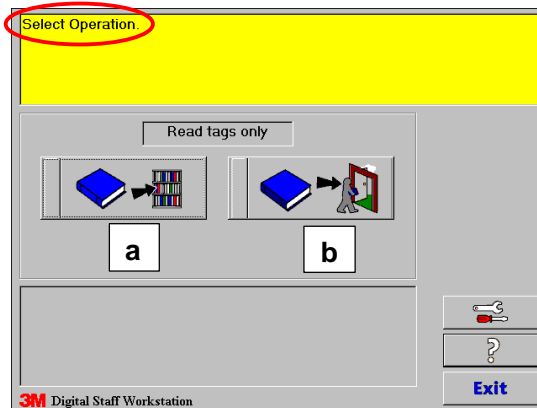 Select Operation.
Read tags only
a b
?
Exit
3M Digital Staff Workstation